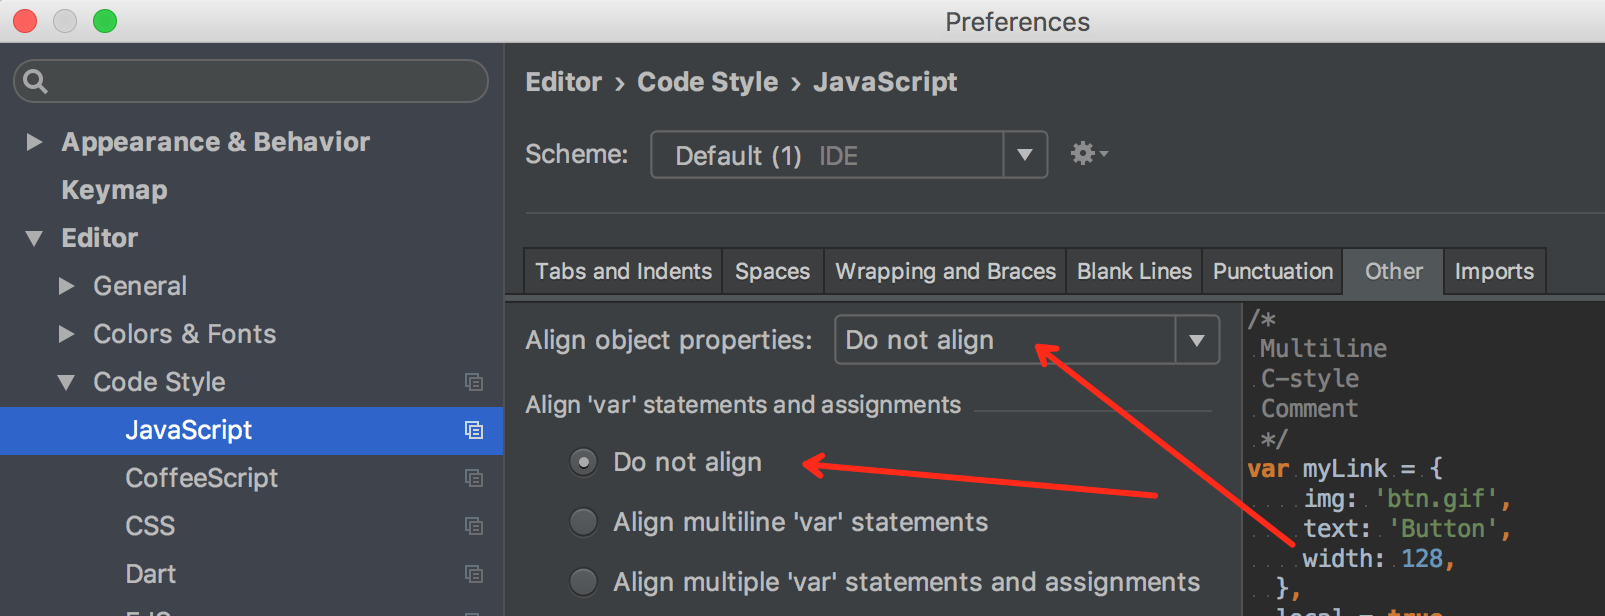 Preferences
Editor › Code Style › JavaScript
Appearance & Behavior
Keymap
Editor
General
Colors & Fonts
Code Style
JavaScript
CoffeeScript
CSS
Dart
Scheme: Default (1) IDE
Tabs and Indents Spaces Wrapping and Braces Blank Lines Punctuation Other Imports
Align object properties: Do not align
Align 'var' statements and assignments
Do not align
Align multiline 'var' statements
Align multiple 'var' statements and assignments
/*
Multiline
C-style
Comment
*/
var myLink = {
img: 'btn.gif',
text: 'Button',
width: 128,
},
local = true